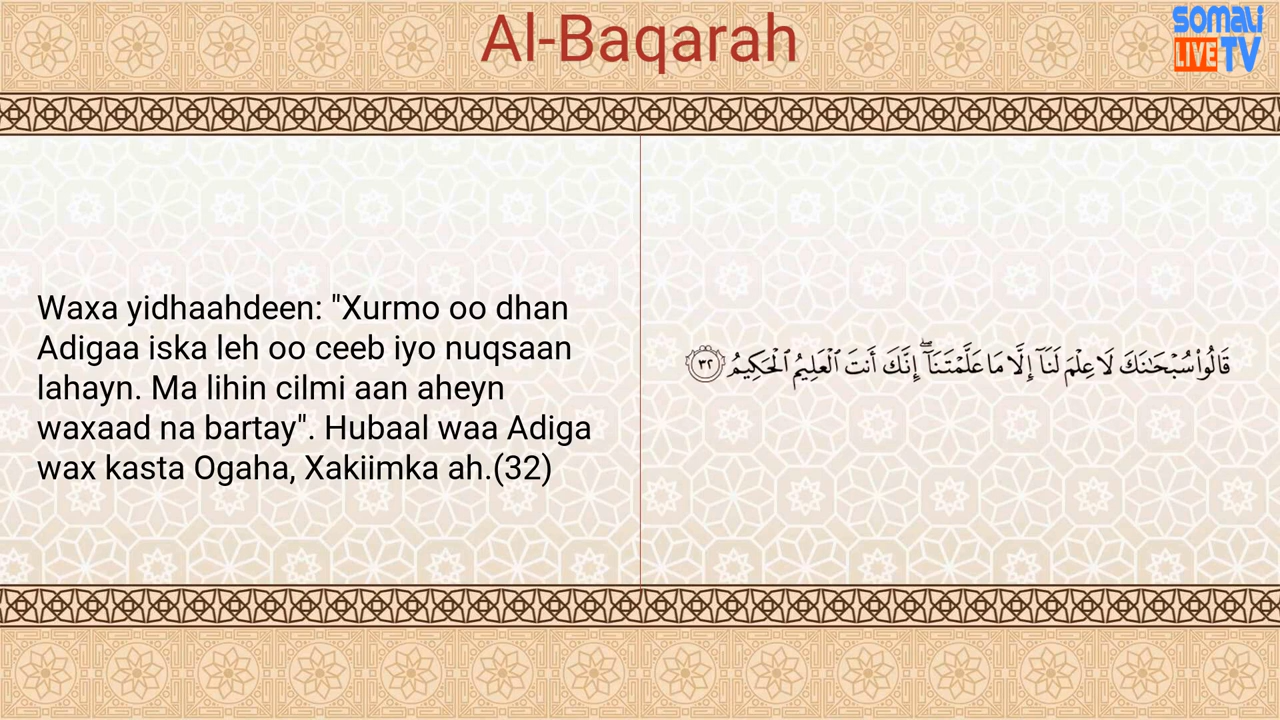 Al-Baqarah
SOMALI
LIVE TV
Waxa yidhaahdeen: "Xurmo oo dhan
Adigaa iska leh oo ceeb iyo nuqsaan
lahayn. Ma lihin cilmi aan aheyn
waxaad na bartay". Hubaal waa Adiga
wax kasta Ogaha, Xakiimka ah.(32)
قَالُوا۟ سُبْحَـٰنَكَ لَا عِلْمَ لَنَآ إِلَّا مَا عَلَّمْتَنَآ ۖ إِنَّكَ أَنتَ ٱلْعَلِيمُ ٱلْحَكِيمُ ٣٢